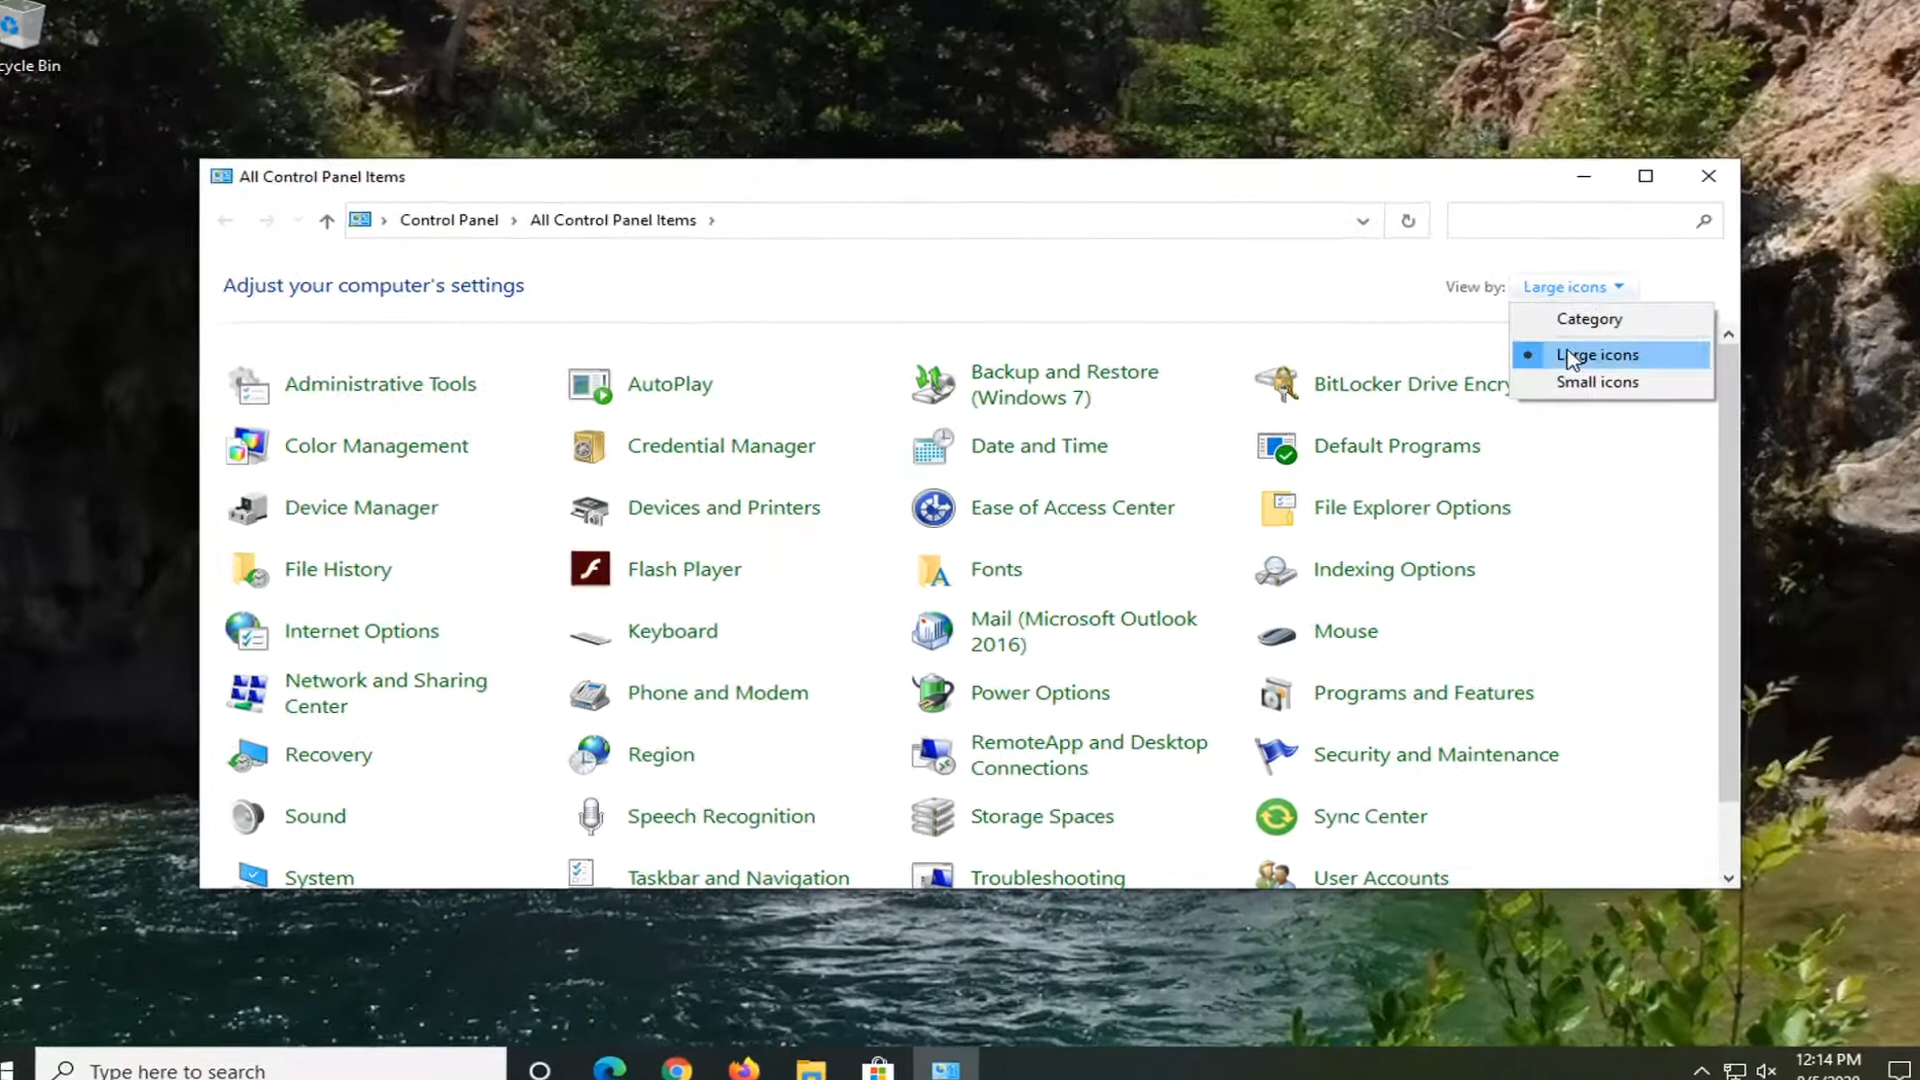 cycle Bin
All Control Panel Items
Control Panel
All Control Panel Items
Adjust your computer's settings
View by:
Large icons
Category
Large icons
Small icons
Administrative Tools
AutoPlay
Backup and Restore
(Windows 7)
BitLocker Drive Encry
Color Management
Credential Manager
Date and Time
Default Programs
Device Manager
Devices and Printers
Ease of Access Center
File Explorer Options
File History
Flash Player
Fonts
Indexing Options
Internet Options
Keyboard
Mail (Microsoft Outlook
2016)
Mouse
Network and Sharing
Center
Phone and Modem
Power Options
Programs and Features
Recovery
Region
RemoteApp and Desktop
Connections
Security and Maintenance
Sound
Speech Recognition
Storage Spaces
Sync Center
System
Taskbar and Navigation
Troubleshooting
User Accounts
Type here to search
12:14 PM